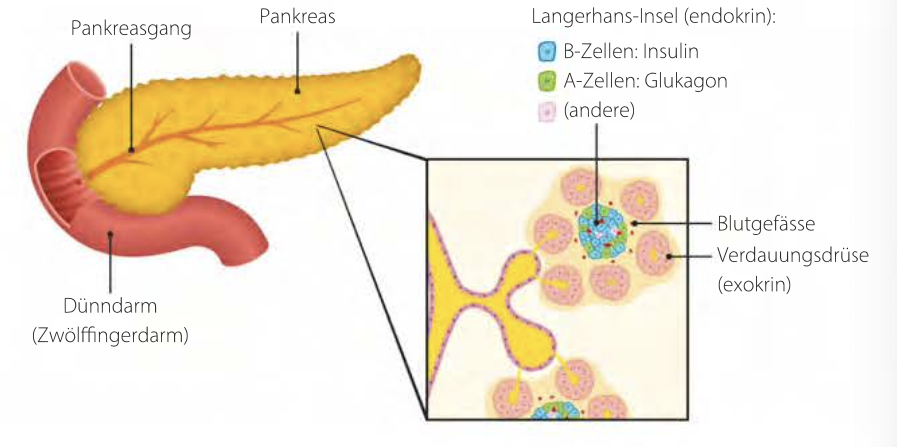 Pankreasgang
Pankreas
Langerhans-Insel (endokrin):
B-Zellen: Insulin
A-Zellen: Glukagon
(andere)
Blutgefässe
Verdauungsdrüse
(exokrin)
Dünndarm
(Zwölffingerdarm)